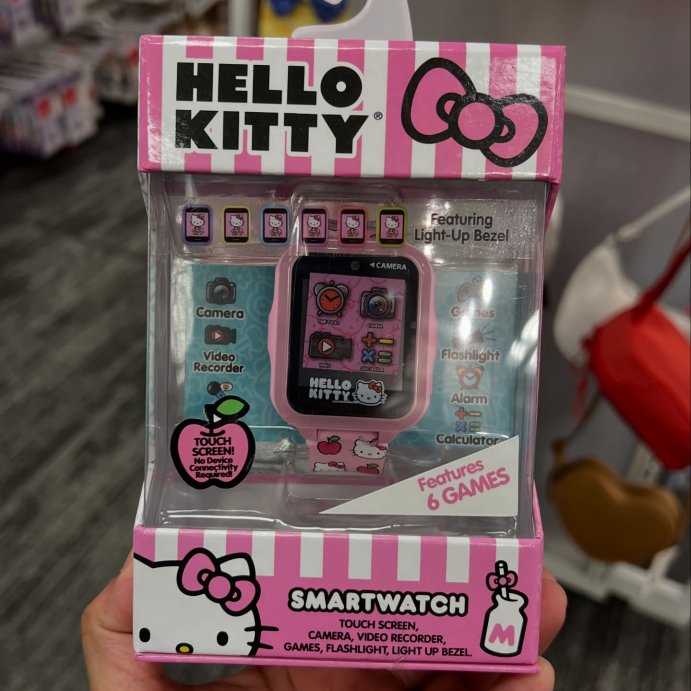 HELLO
KITTY®
Featuring
Light-Up Bezel
◄CAMERA
Camera
Video
Recorder
HELLO
KITTY
Games
Flashlight
Alarm
Calculator
TOUCH
SCREEN!
No Device
Connectivity
Required!
Features
6 GAMES
SMARTWATCH
TOUCH SCREEN,
CAMERA, VIDEO RECORDER,
GAMES, FLASHLIGHT, LIGHT UP BEZEL.
M